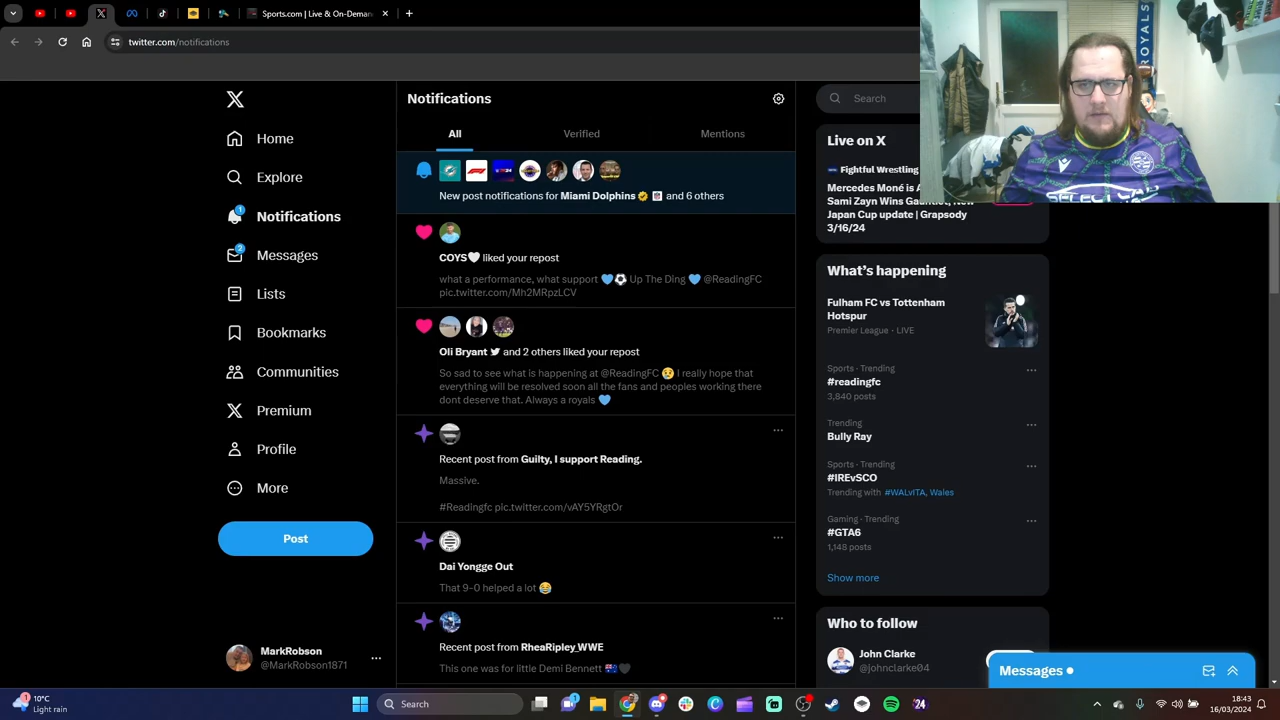 Sports.com | Live & On-Deman
twitter.com/notifications
Notifications
Search
All
Verified
Mentions
Home
Explore
1
Notifications
2
Messages
Lists
Bookmarks
Communities
Premium
Profile
More
Post
MarkRobson
@MarkRobson1871
New post notifications for Miami Dolphins and 6 others
COYS🤍 liked your repost
what a performance, what support 💙⚽ Up The Ding 💙 @ReadingFC
pic.twitter.com/Mh2MRpzLCV
Oli Bryant and 2 others liked your repost
So sad to see what is happening at @ReadingFC 😢 I really hope that
everything will be resolved soon all the fans and peoples working there
dont deserve that. Always a royals 💙
Recent post from Guilty, I support Reading.
Massive.
#Readingfc pic.twitter.com/vAY5YRgtOr
Dai Yongge Out
That 9-0 helped a lot 😂
Recent post from RheaRipley_WWE
This one was for little Demi Bennett 🇦🇺🖤
Live on X
Fightful Wrestling
Mercedes Moné is A
Sami Zayn Wins Gauntlet, New
Japan Cup update | Grapsody
3/16/24
What's happening
Fulham FC vs Tottenham
Hotspur
Premier League · LIVE
Sports · Trending
#readingfc
3,840 posts
Trending
Bully Ray
Sports · Trending
#IREvSCO
Trending with #WALvITA, Wales
Gaming · Trending
#GTA6
1,148 posts
Show more
Who to follow
John Clarke
@johnclarke04
Messages
ROYALS
SELECT CAR
1
10°C
Light rain
Search
18:43
16/03/2024